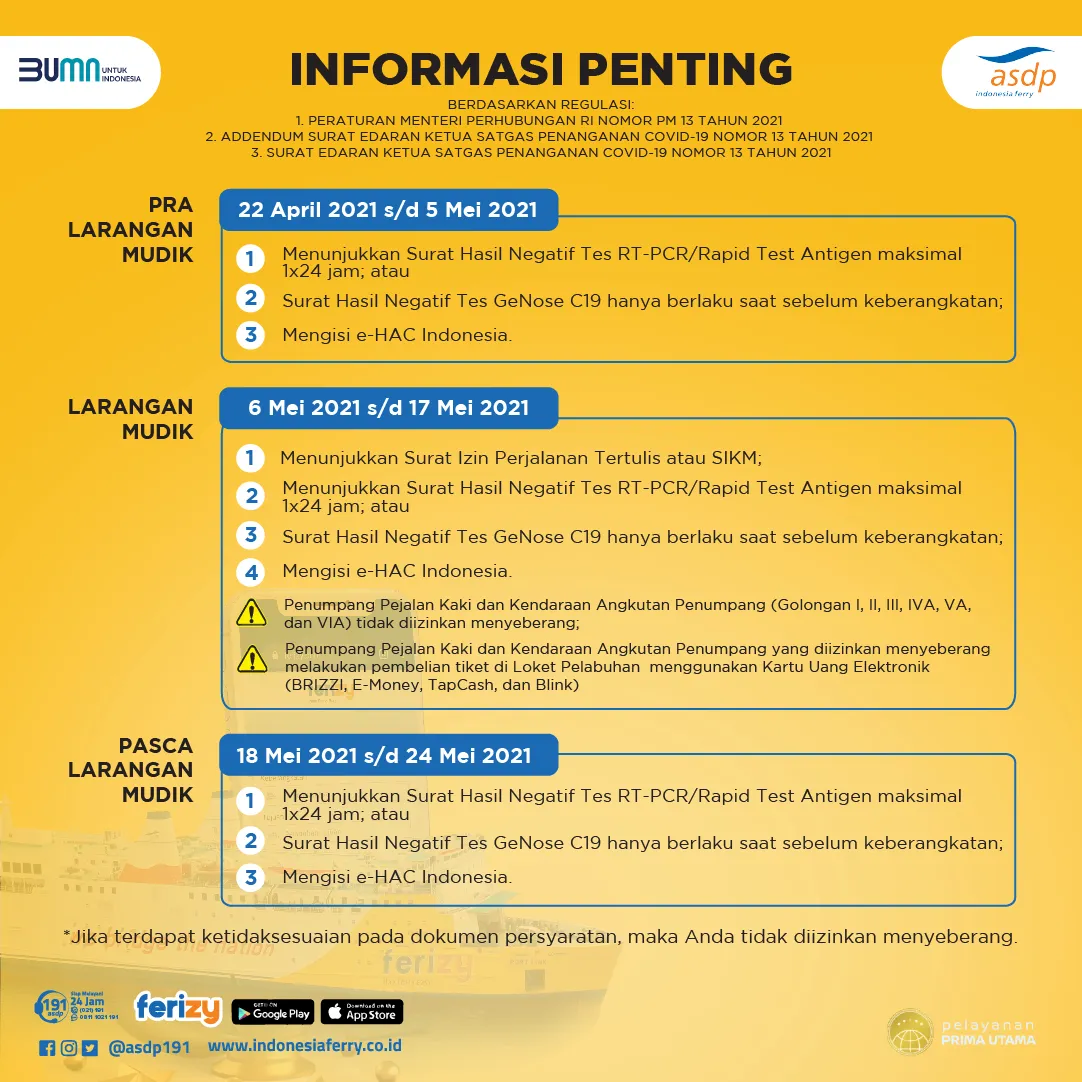 BUMN UNTUK
INDONESIA
INFORMASI PENTING
asdp
indonesia ferry
BERDASARKAN REGULASI:
1. PERATURAN MENTERI PERHUBUNGAN RI NOMOR PM 13 TAHUN 2021
2. ADDENDUM SURAT EDARAN KETUA SATGAS PENANGANAN COVID-19 NOMOR 13 TAHUN 2021
3. SURAT EDARAN KETUA SATGAS PENANGANAN COVID-19 NOMOR 13 TAHUN 2021
PRA
LARANGAN
MUDIK
22 April 2021 s/d 5 Mei 2021
1 Menunjukkan Surat Hasil Negatif Tes RT-PCR/Rapid Test Antigen maksimal
1x24 jam; atau
2 Surat Hasil Negatif Tes GeNose C19 hanya berlaku saat sebelum keberangkatan;
3 Mengisi e-HAC Indonesia.
LARANGAN
MUDIK
6 Mei 2021 s/d 17 Mei 2021
1 Menunjukkan Surat Izin Perjalanan Tertulis atau SIKM;
2 Menunjukkan Surat Hasil Negatif Tes RT-PCR/Rapid Test Antigen maksimal
1x24 jam; atau
3 Surat Hasil Negatif Tes GeNose C19 hanya berlaku saat sebelum keberangkatan;
4 Mengisi e-HAC Indonesia.
Penumpang Pejalan Kaki dan Kendaraan Angkutan Penumpang (Golongan I, II, III, IVA, VA,
dan VIA) tidak diizinkan menyeberang;
Penumpang Pejalan Kaki dan Kendaraan Angkutan Penumpang yang diizinkan menyeberang
melakukan pembelian tiket di Loket Pelabuhan menggunakan Kartu Uang Elektronik
(BRIZZI, E-Money, TapCash, dan Blink)
ferizy
PASCA
LARANGAN
MUDIK
18 Mei 2021 s/d 24 Mei 2021
1 Menunjukkan Surat Hasil Negatif Tes RT-PCR/Rapid Test Antigen maksimal
1x24 jam; atau
2 Surat Hasil Negatif Tes GeNose C19 hanya berlaku saat sebelum keberangkatan;
3 Mengisi e-HAC Indonesia.
*Jika terdapat ketidaksesuaian pada dokumen persyaratan, maka Anda tidak diizinkan menyeberang.
bridge the nation
ferizy
191
asdp
Siap Melayani
24 Jam
(021) 191
0811 1021 191
ferizy
GET IT ON
Google Play
Download on the
App Store
@asdp191
www.indonesiaferry.co.id
pelayanan
PRIMA UTAMA